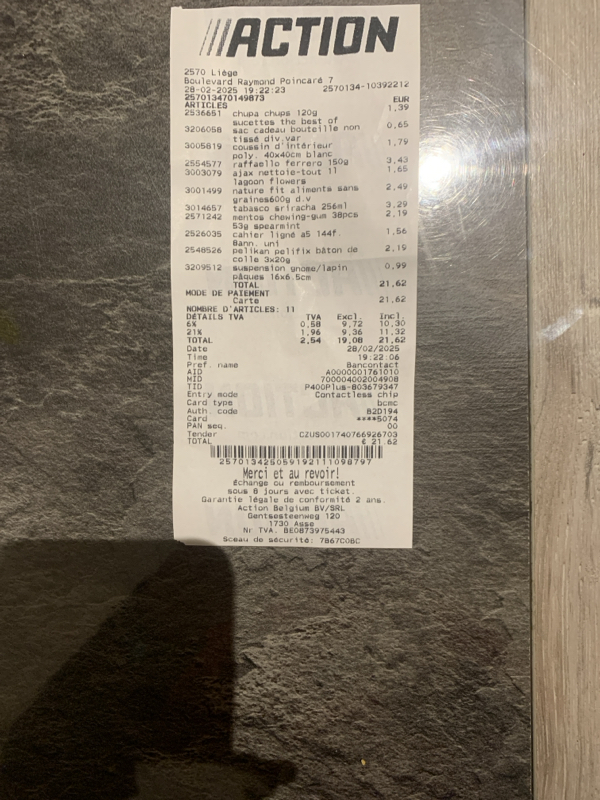 ///ACTION
2570 Liège
Boulevard Raymond Poincaré 7
28-02-2025 19:22:23 2570134-10392212
257013470149873
ARTICLES EUR
2536651 chupa chups 120g 1,39
sucettes the best of
3206058 sac cadeau bouteille non 0,65
tissé div.var
3005819 coussin d'intérieur 1,79
poly. 40x40cm blanc
2554577 raffaello ferrero 150g 3,43
3003079 ajax nettoie-tout 1l 1,65
lagoon flowers
3001499 nature fit aliments sans 2,49
graines600g d.v
3014657 tabasco sriracha 256ml 3,29
2571242 mentos chewing-gum 38pcs 2,19
53g spearmint
2526035 cahier ligné a5 144f. 1,56
8ann. uni
2548526 pelikan pelifix bâton de 2,19
colle 3x20g
3209512 suspension gnome/lapin 0,99
pâques 16x6.5cm
TOTAL 21,62
MODE DE PAIEMENT
Carte 21,62
NOMBRE D'ARTICLES: 11
DÉTAILS TVA TVA Excl. Incl.
6% 0,58 9,72 10,30
21% 1,96 9,36 11,32
TOTAL 2,54 19,08 21,62
Date 28/02/2025
Time 19:22:06
Pref. name Bancontact
AID A0000001761010
MID 700004002004908
TID P400Plus-803679347
Entry mode Contactless chip
Card type bcmc
Auth. code B2D194
Card ****5074
PAN seq. 00
Tender CZUS001740766926703
TOTAL € 21.62
257013425059192111098797
Merci et au revoir!
Échange ou remboursement
sous 8 jours avec ticket.
Garantie légale de conformité 2 ans.
Action Belgium BV/SRL
Gentsesteenweg 120
1730 Asse
Nr TVA. BE0873975443
Sceau de sécurité: 7B67C0BC